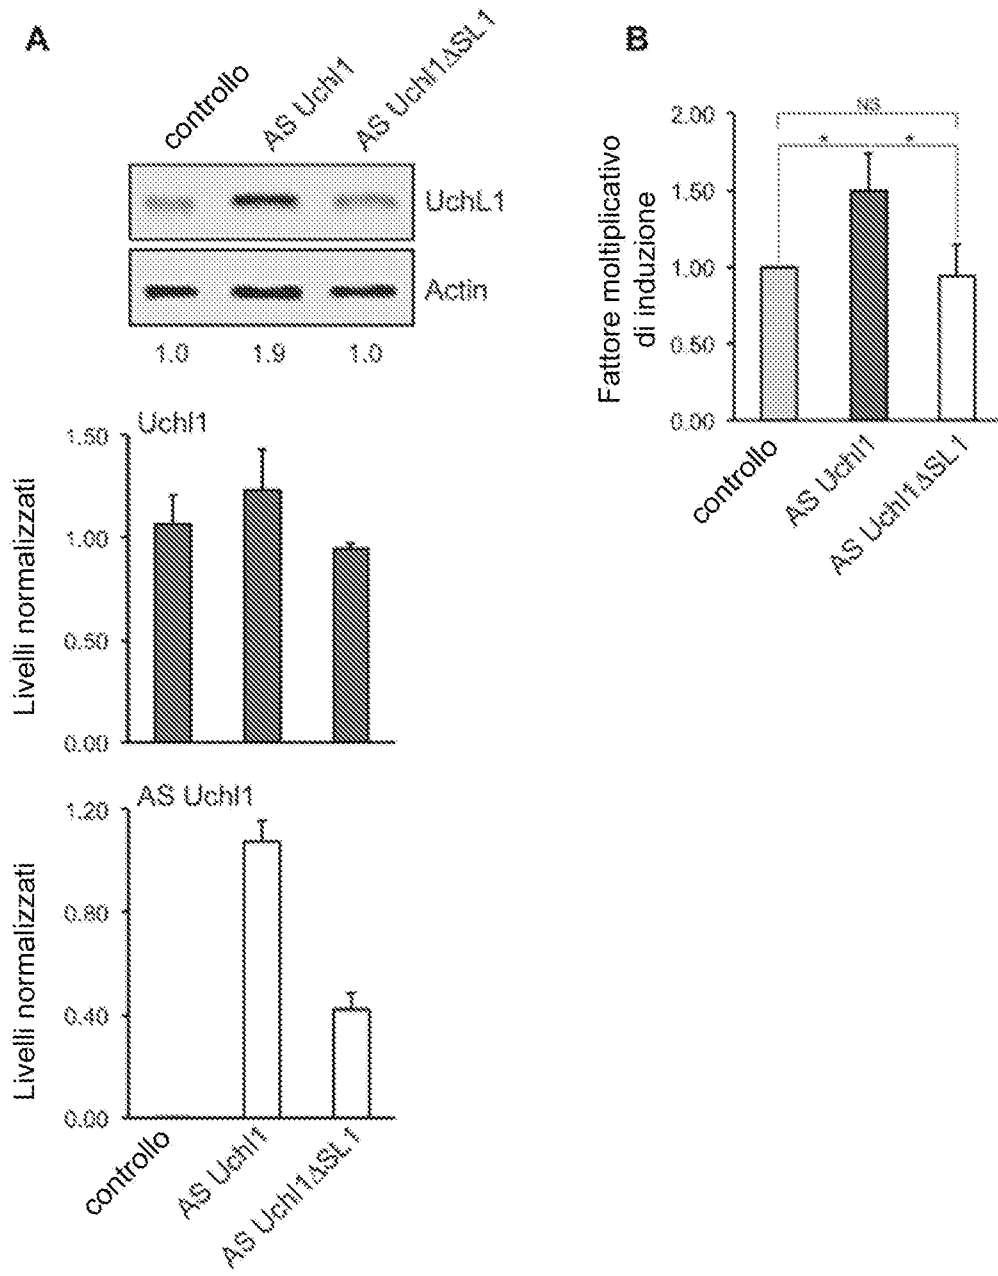 A
controllo
AS Uchl1
AS Uchl1ΔSL1
UchL1
Actin
1.0 1.9 1.0
Uchl1
Livelli normalizzati
1.50
1.00
0.50
0.00
AS Uchl1
Livelli normalizzati
1.20
0.80
0.40
0.00
controllo
AS Uchl1
AS Uchl1ΔSL1
B
Fattore moltiplicativo
di induzione
2.00
1.50
1.00
0.50
0.00
NS
* *
controllo
AS Uchl1
AS Uchl1ΔSL1